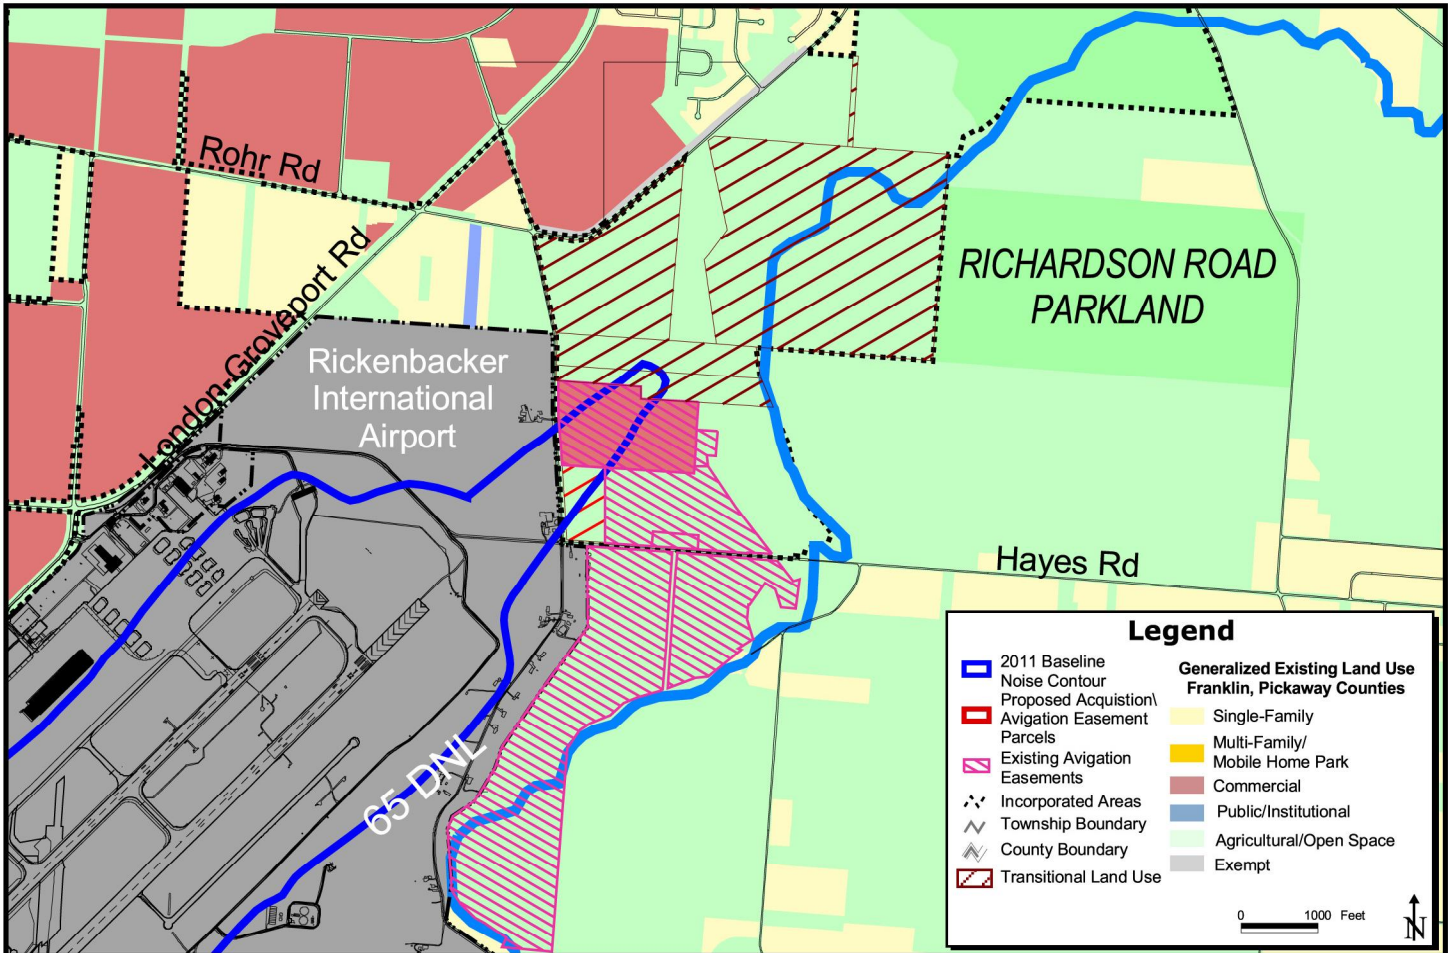 Rohr Rd
London-Groveport Rd
RICHARDSON ROAD
PARKLAND
Rickenbacker
International
Airport
Hayes Rd
65 DNL
Legend
2011 Baseline
Noise Contour
Proposed Acquistion\
Avigation Easement
Parcels
Existing Avigation
Easements
Incorporated Areas
Township Boundary
County Boundary
Transitional Land Use
Generalized Existing Land Use
Franklin, Pickaway Counties
Single-Family
Multi-Family/
Mobile Home Park
Commercial
Public/Institutional
Agricultural/Open Space
Exempt
0 1000 Feet
N